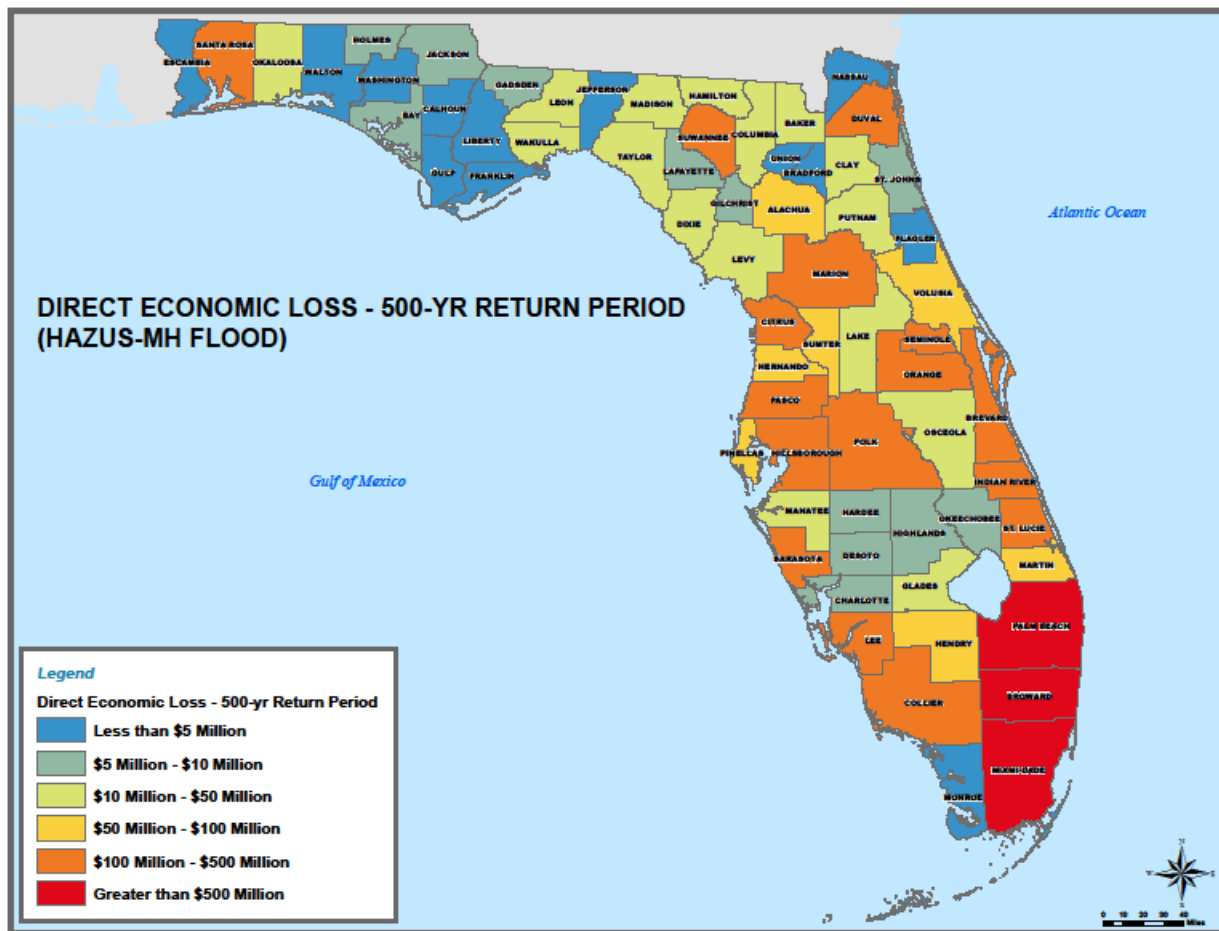 SANTA ROSA
ESCAMBIA
OKALOOSA
WALTON
HOLMES
WASHINGTON
JACKSON
BAY
CALHOUN
GULF
LIBERTY
FRANKLIN
GADSDEN
LEON
WAKULLA
JEFFERSON
MADISON
TAYLOR
HAMILTON
SUWANNEE
LAFAYETTE
DIXIE
COLUMBIA
GILCHRIST
LEVY
BAKER
UNION
BRADFORD
ALACHUA
NASSAU
DUVAL
CLAY
ST. JOHNS
PUTNAM
FLAGLER
Atlantic Ocean
MARION
VOLUSIA
DIRECT ECONOMIC LOSS - 500-YR RETURN PERIOD
(HAZUS-MH FLOOD)
CITRUS
SUMTER
LAKE
SEMINOLE
HERNANDO
ORANGE
PASCO
BREVARD
OSCEOLA
POLK
PINELLAS
HILLSBOROUGH
Gulf of Mexico
INDIAN RIVER
MANATEE
HARDEE
OKEECHOBEE
HIGHLANDS
ST. LUCIE
SARASOTA
DESOTO
MARTIN
GLADES
CHARLOTTE
PALM BEACH
LEE
HENDRY
BROWARD
COLLIER
MIAMI-DADE
MONROE
Legend
Direct Economic Loss - 500-yr Return Period
Less than $5 Million
$5 Million - $10 Million
$10 Million - $50 Million
$50 Million - $100 Million
$100 Million - $500 Million
Greater than $500 Million
N
W
E
S
0 10 20 40
Miles